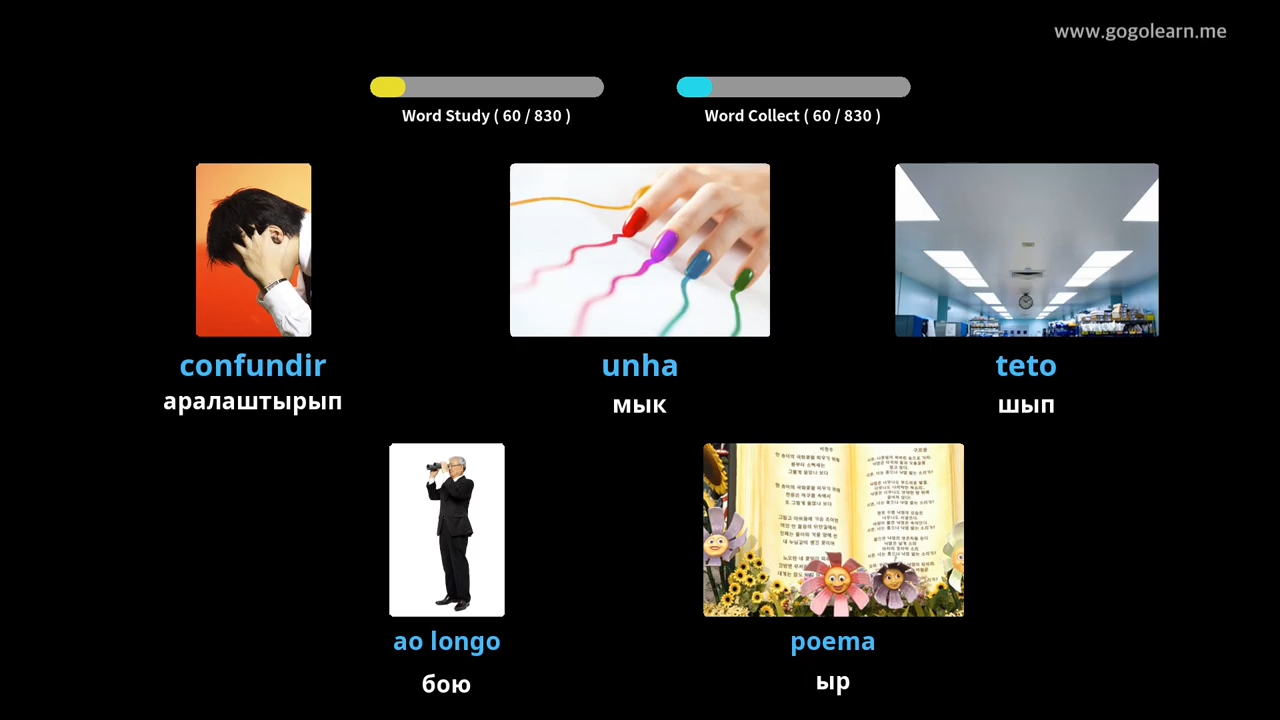 www.gogolearn.me
Word Study ( 60 / 830 )
Word Collect ( 60 / 830 )
confundir
аралаштырып
unha
мык
teto
шып
ao longo
бою
poema
ыр